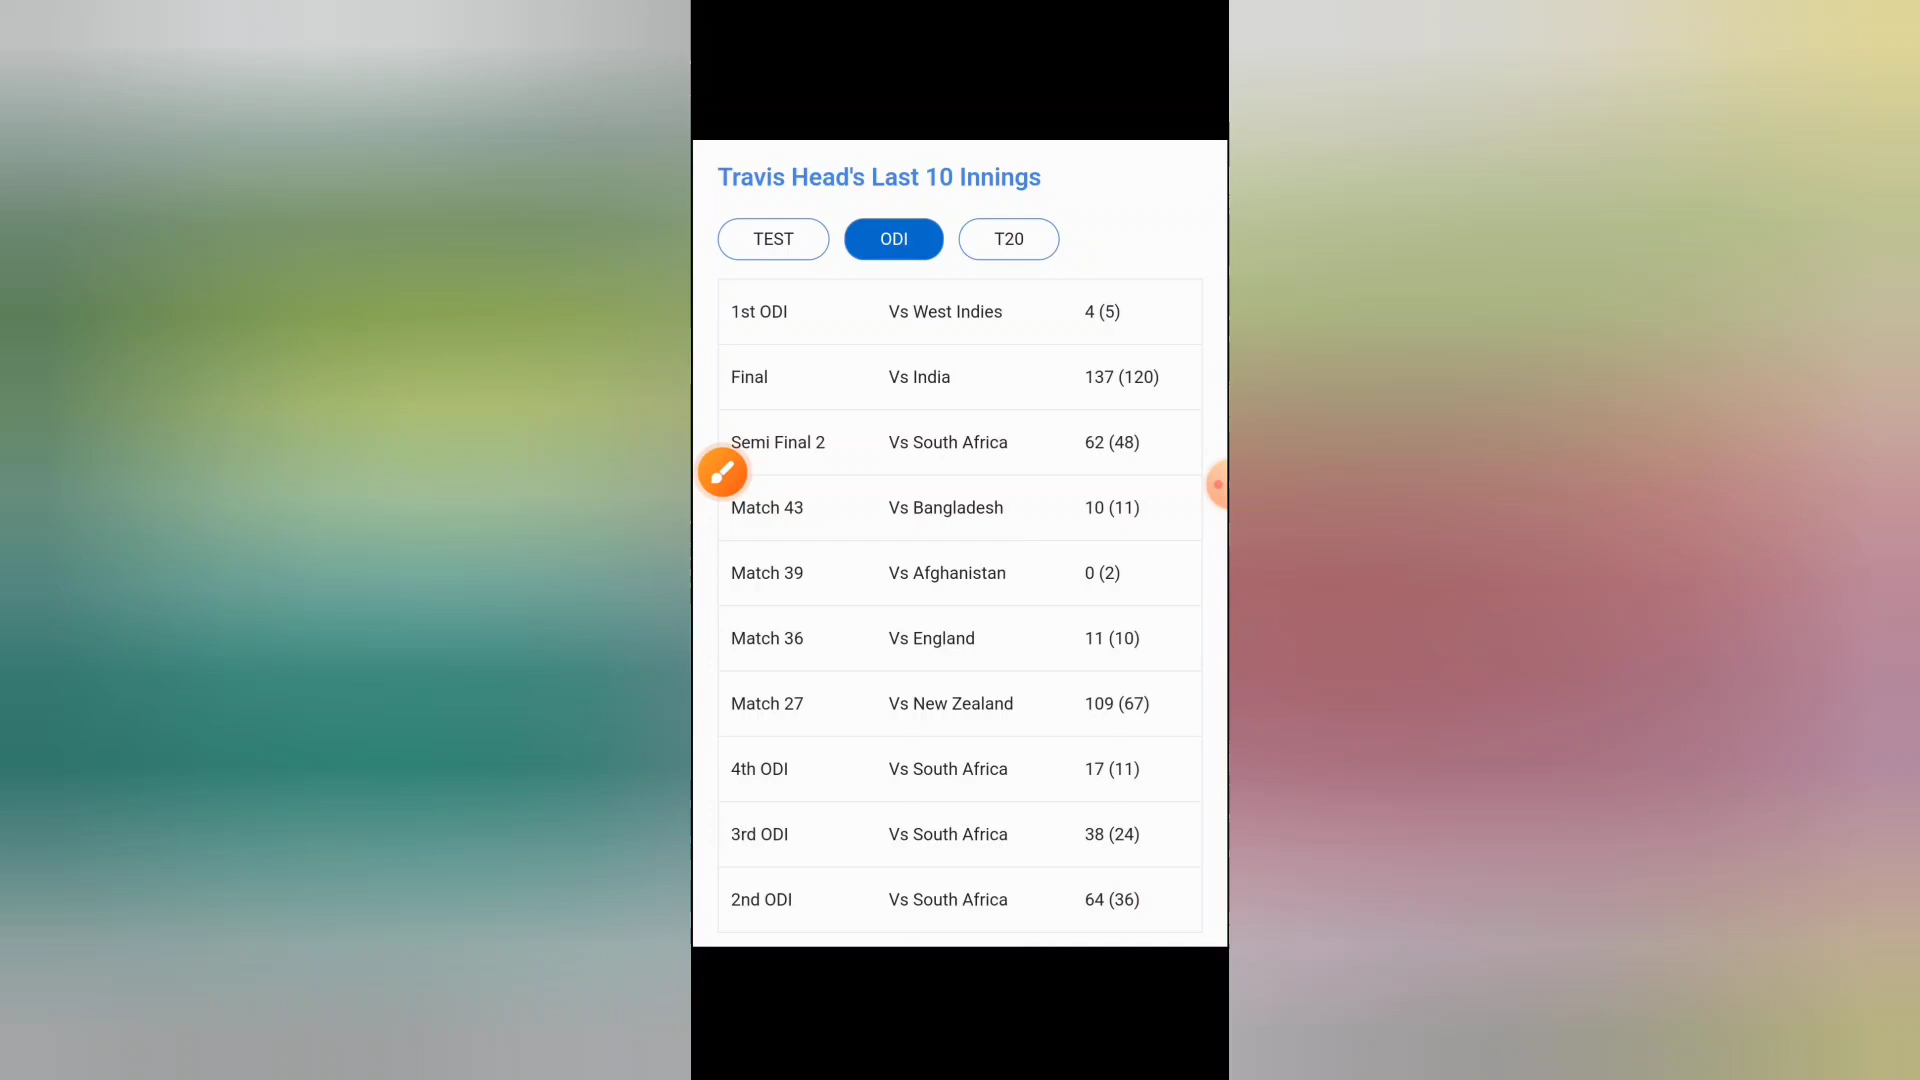 Travis Head's Last 10 Innings
TEST ODI T20
1st ODI Vs West Indies 4 (5)
Final Vs India 137 (120)
Semi Final 2 Vs South Africa 62 (48)
Match 43 Vs Bangladesh 10 (11)
Match 39 Vs Afghanistan 0 (2)
Match 36 Vs England 11 (10)
Match 27 Vs New Zealand 109 (67)
4th ODI Vs South Africa 17 (11)
3rd ODI Vs South Africa 38 (24)
2nd ODI Vs South Africa 64 (36)